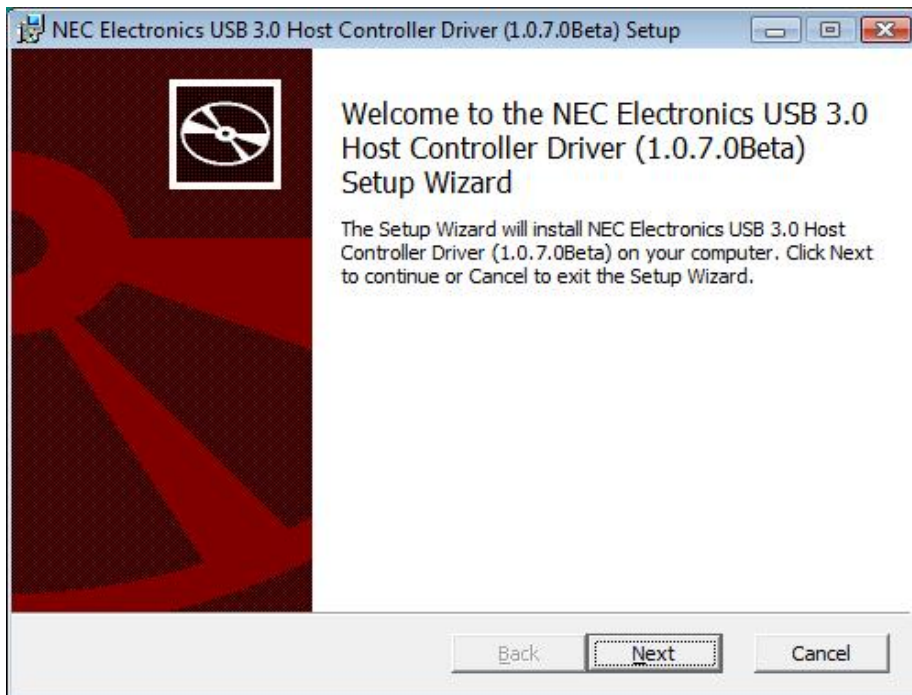 NEC Electronics USB 3.0 Host Controller Driver (1.0.7.0Beta) Setup
Welcome to the NEC Electronics USB 3.0
Host Controller Driver (1.0.7.0Beta)
Setup Wizard
The Setup Wizard will install NEC Electronics USB 3.0 Host
Controller Driver (1.0.7.0Beta) on your computer. Click Next
to continue or Cancel to exit the Setup Wizard.
Back Next Cancel